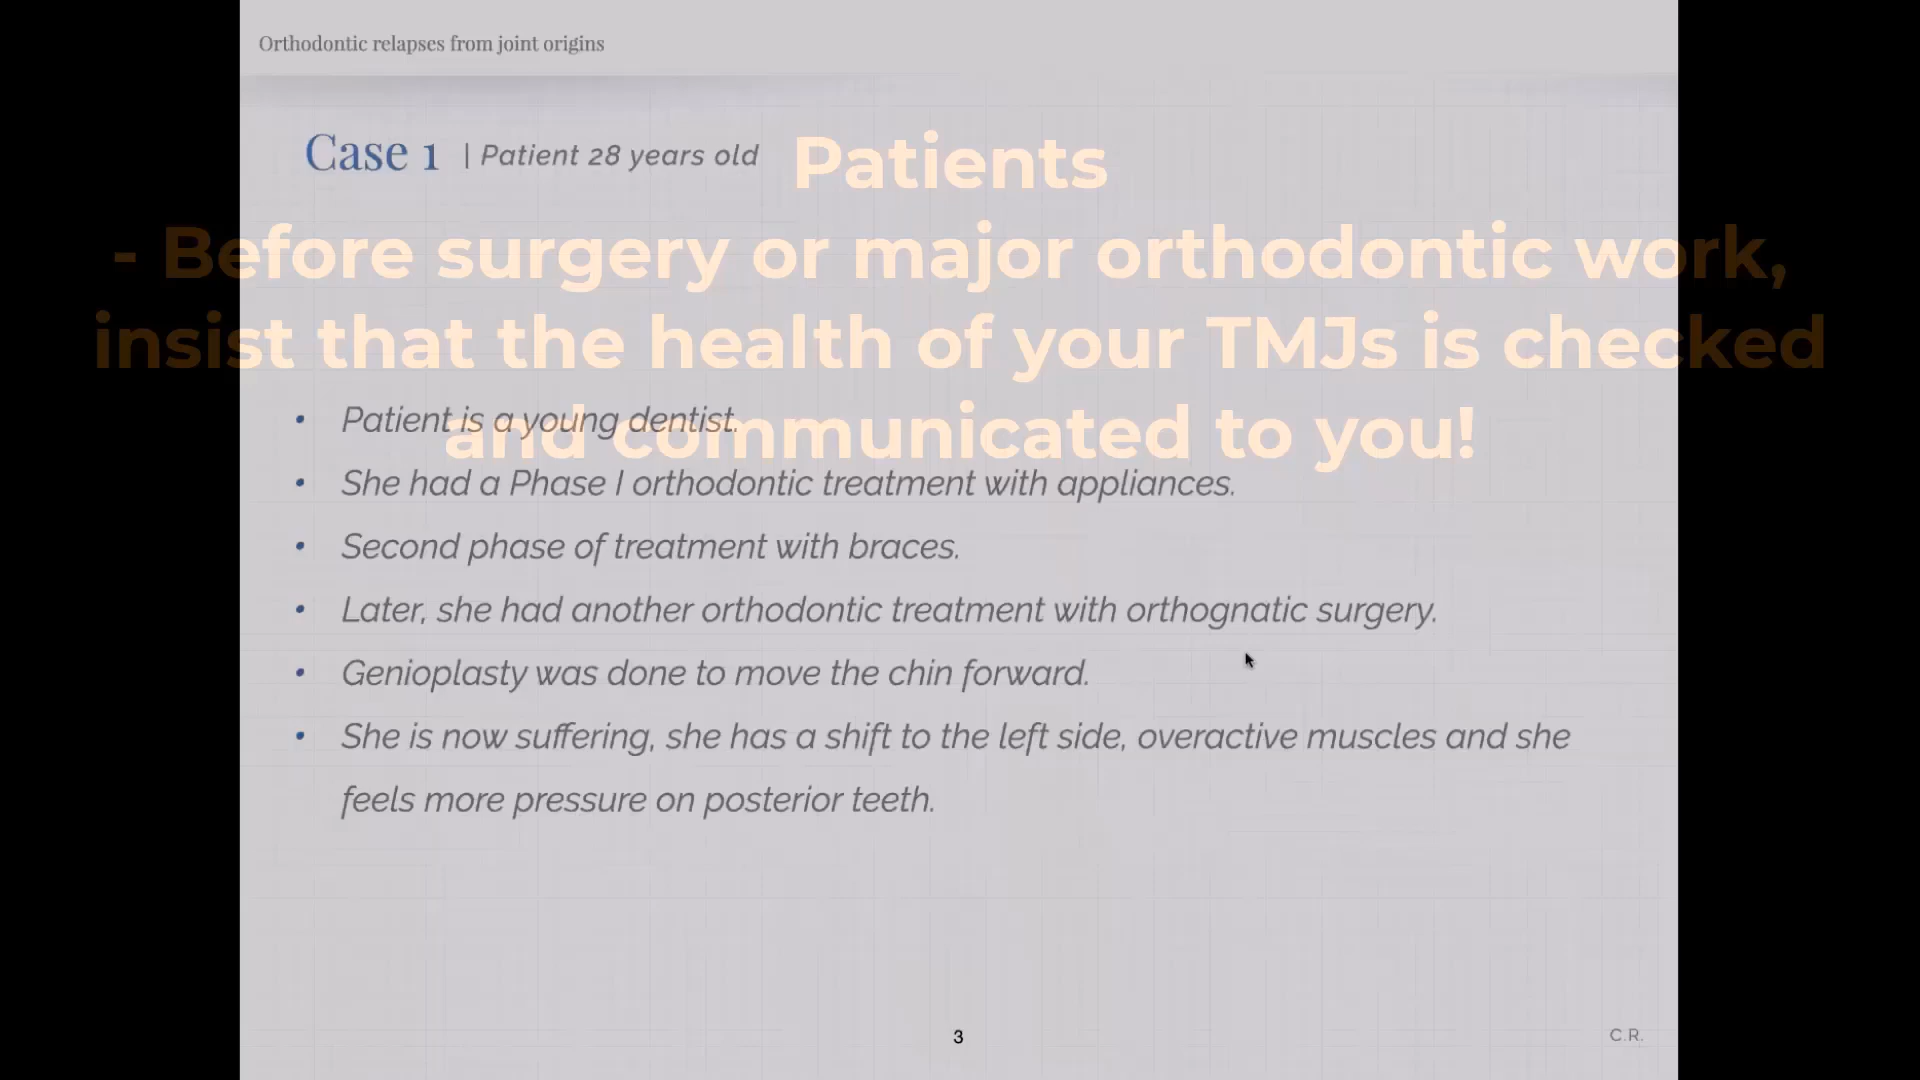 Orthodontic relapses from joint origins
Case 1 | Patient 28 years old
Patients
- Before surgery or major orthodontic work,
insist that the health of your TMJs is checked
and communicated to you!
• Patient is a young dentist.
• She had a Phase I orthodontic treatment with appliances.
• Second phase of treatment with braces.
• Later, she had another orthodontic treatment with orthognatic surgery.
• Genioplasty was done to move the chin forward.
• She is now suffering, she has a shift to the left side, overactive muscles and she
feels more pressure on posterior teeth.
3
C.R.